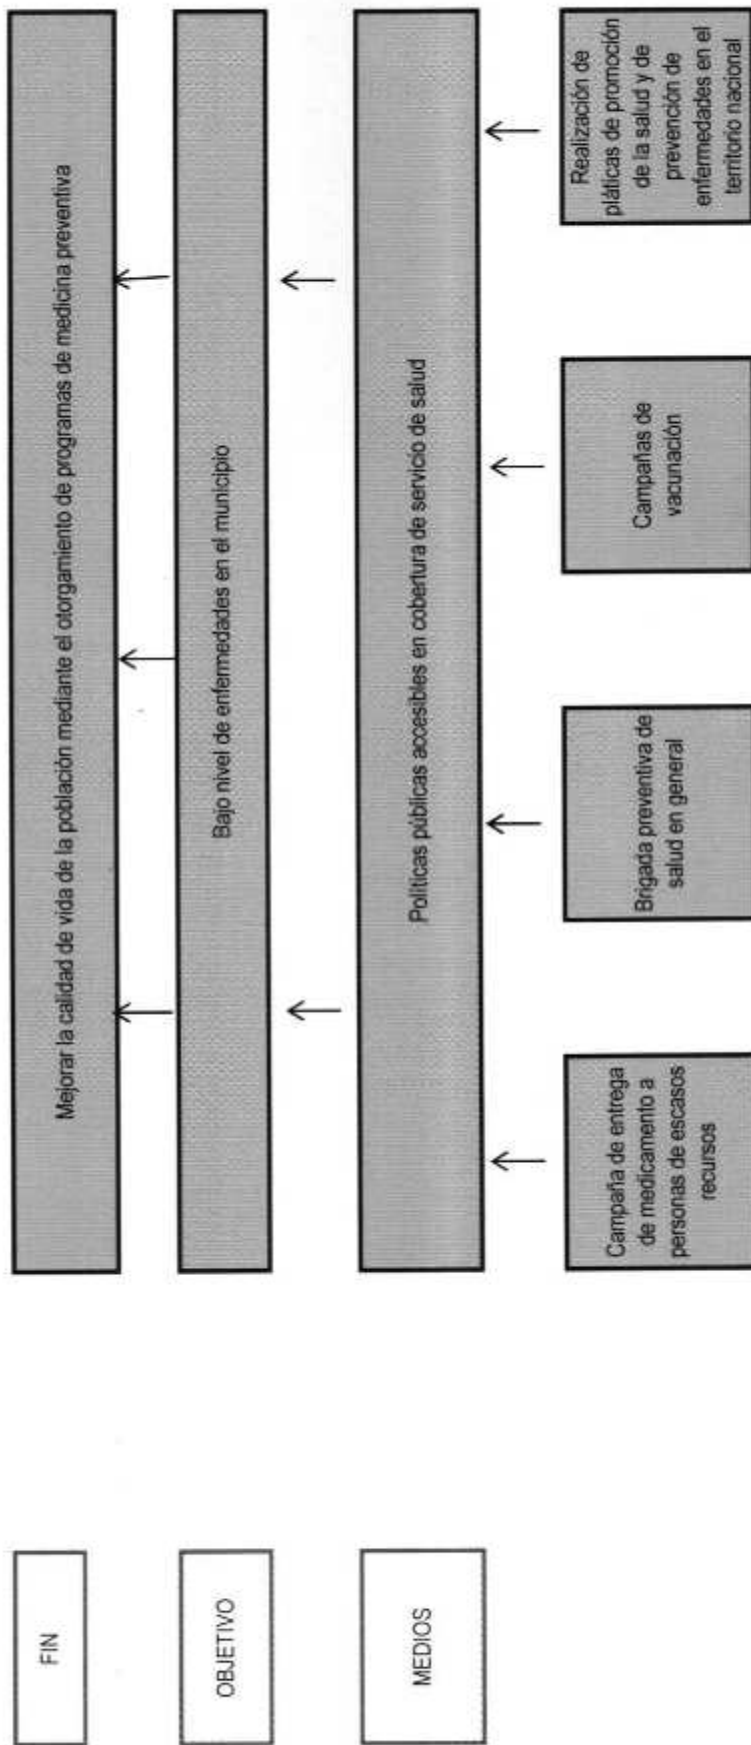 FIN
Mejorar la calidad de vida de la población mediante el otorgamiento de programas de medicina preventiva
OBJETIVO
Bajo nivel de enfermedades en el municipio
MEDIOS
Políticas públicas accesibles en cobertura de servicio de salud
Campaña de entrega
de medicamento a
personas de escasos
recursos
Brigada preventiva de
salud en general
Campañas de
vacunación
Realización de
pláticas de promoción
de la salud y de
prevención de
enfermedades en el
territorio nacional